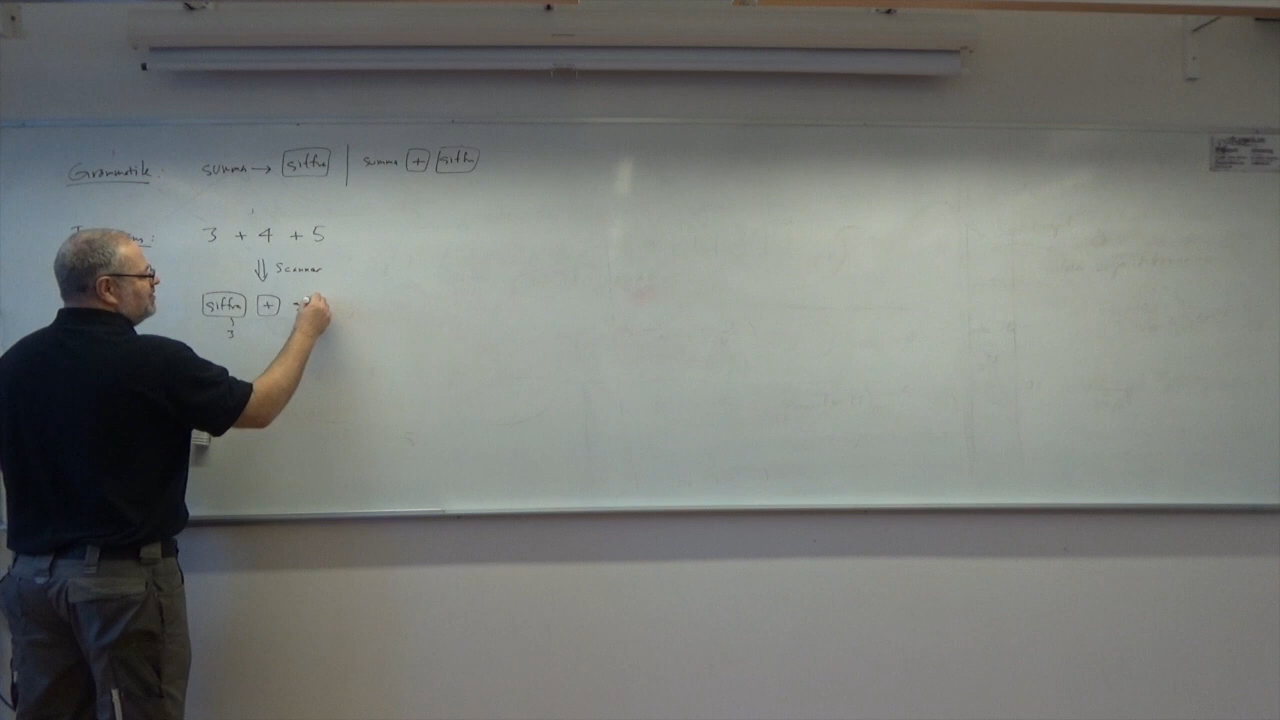 Grammatik: summa → siffra | summa + siffra
3 + 4 + 5
⇓ Scanner
siffra +
3